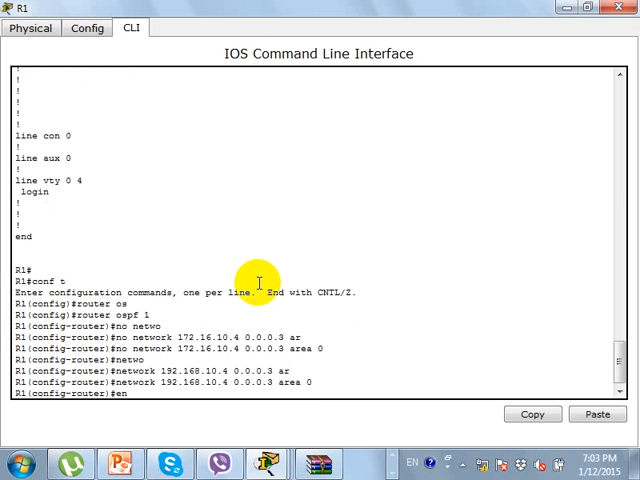 R1
Physical
Config
CLI
IOS Command Line Interface
!
!
!
!
!
line con 0
!
line aux 0
!
line vty 0 4
login
!
!
!
end
R1#
R1#conf t
Enter configuration commands, one per line. End with CNTL/Z.
R1(config)#router os
R1(config)#router ospf 1
R1(config-router)#no netwo
R1(config-router)#no network 172.16.10.4 0.0.0.3 ar
R1(config-router)#no network 172.16.10.4 0.0.0.3 area 0
R1(config-router)#netwo
R1(config-router)#network 192.168.10.4 0.0.0.3 ar
R1(config-router)#network 192.168.10.4 0.0.0.3 area 0
R1(config-router)#en
Copy
Paste
EN
7:03 PM
1/12/2015